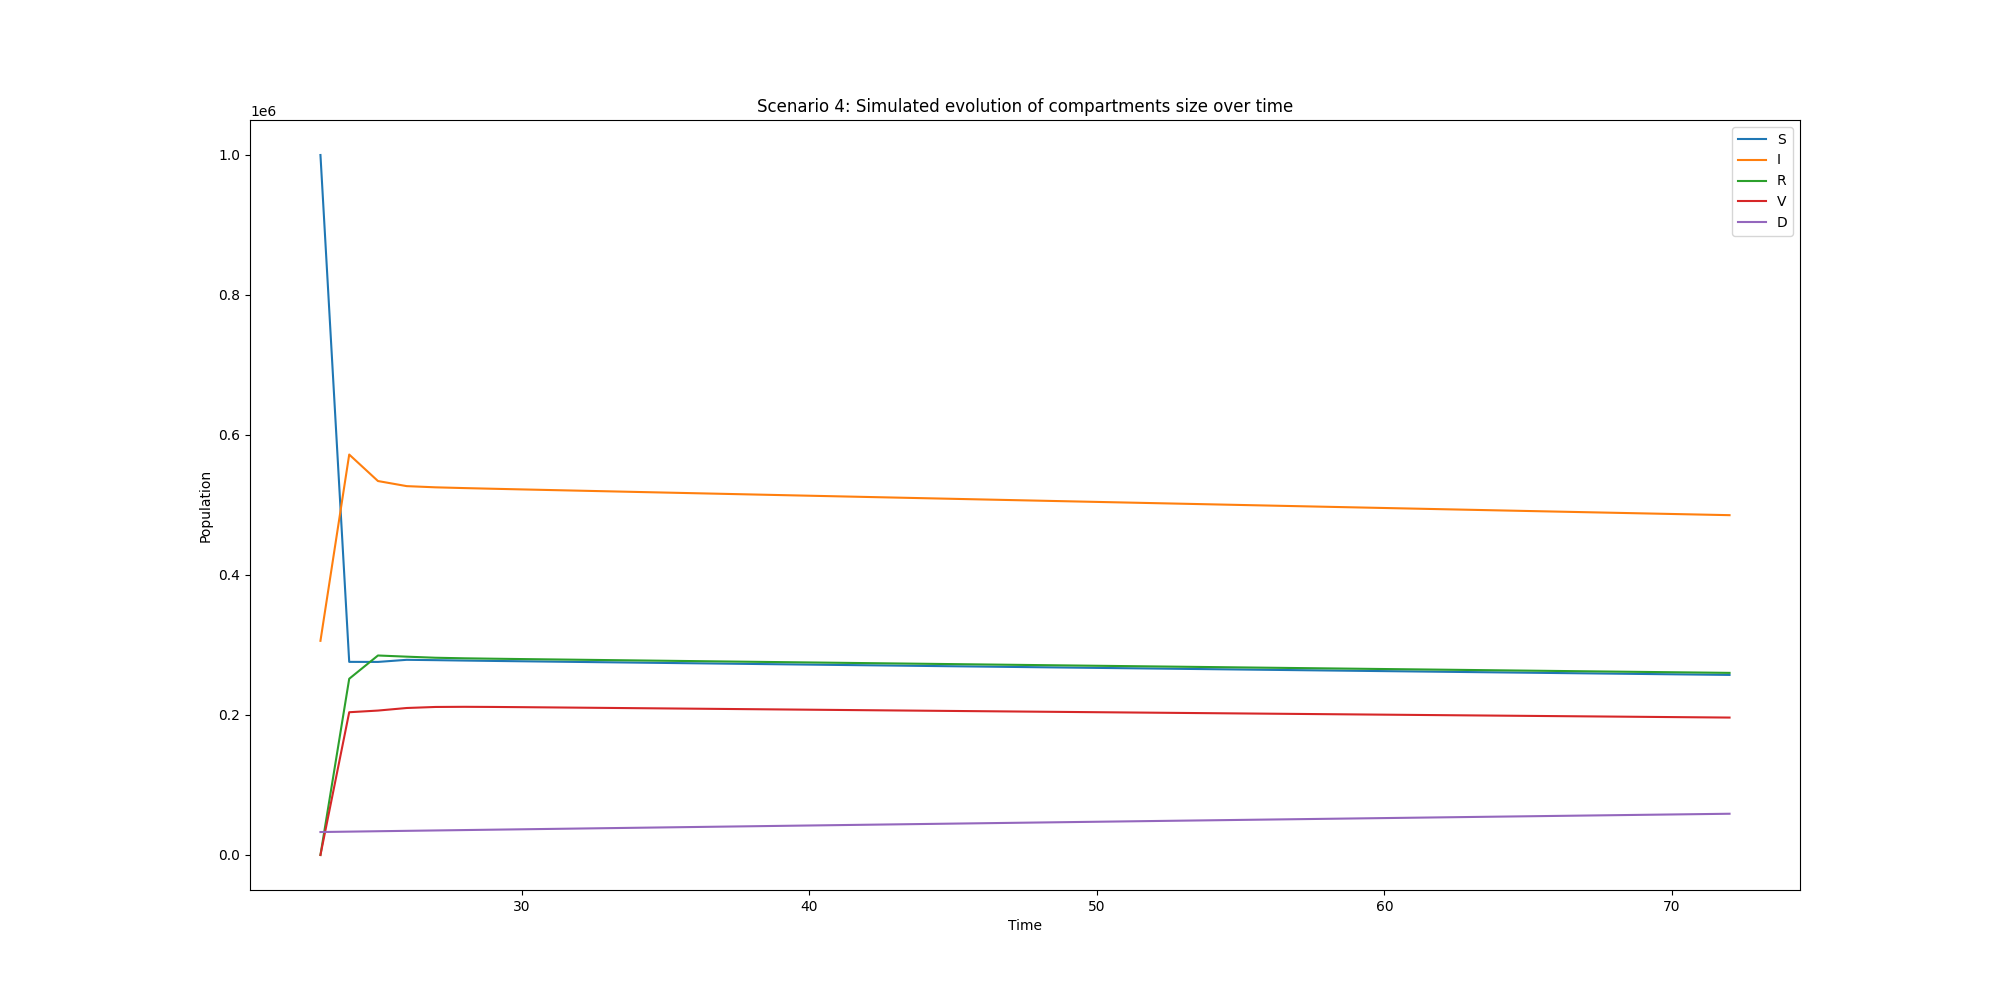 Scenario 4: Simulated evolution of compartments size over time
1e6
1.0
0.8
0.6
0.4
0.2
0.0
Population
30
40
50
60
70
Time
S
I
R
V
D